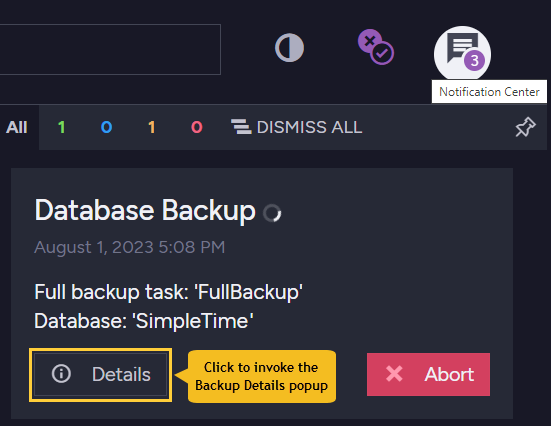 3
Notification Center
All 1 0 1 0 DISMISS ALL
Database Backup
August 1, 2023 5:08 PM
Full backup task: 'FullBackup'
Database: 'SimpleTime'
Details
Click to invoke the
Backup Details popup
Abort